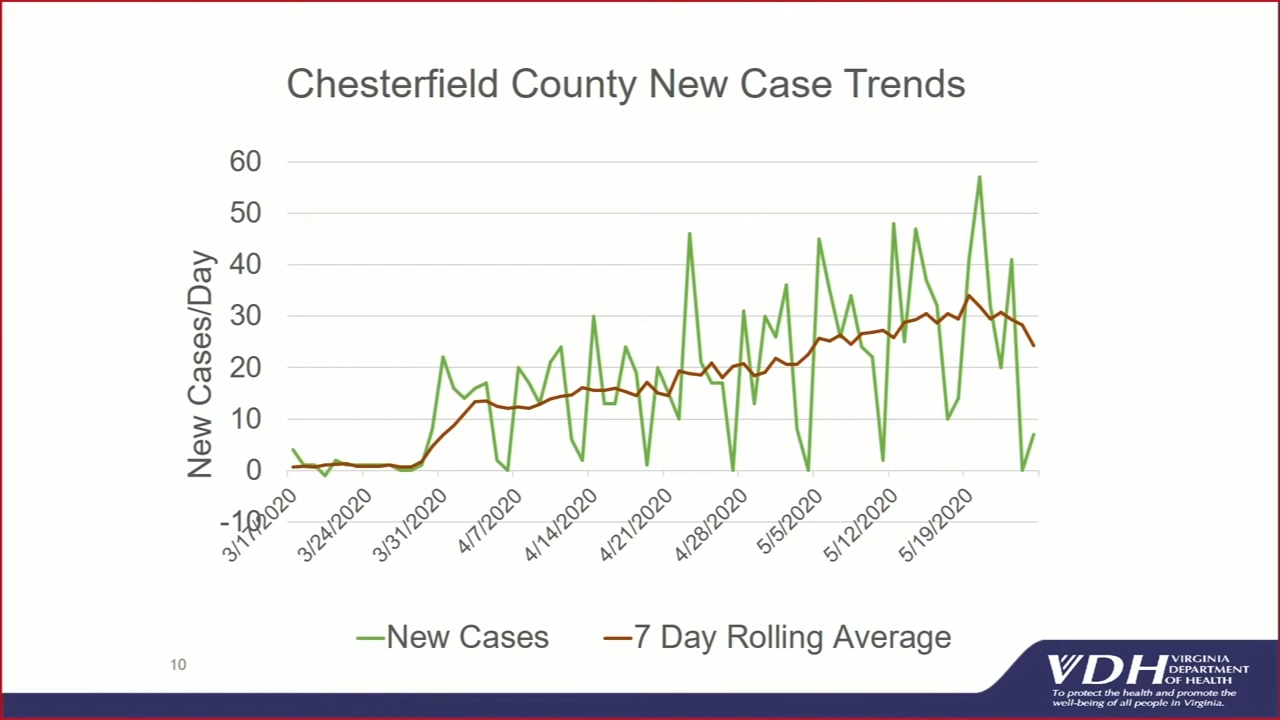 Chesterfield County New Case Trends
New Cases/Day
60
50
40
30
20
10
0
-10
3/17/2020
3/24/2020
3/31/2020
4/7/2020
4/14/2020
4/21/2020
4/28/2020
5/5/2020
5/12/2020
5/19/2020
New Cases
7 Day Rolling Average
10
VDH
VIRGINIA
DEPARTMENT
OF HEALTH
To protect the health and promote the
well-being of all people in Virginia.